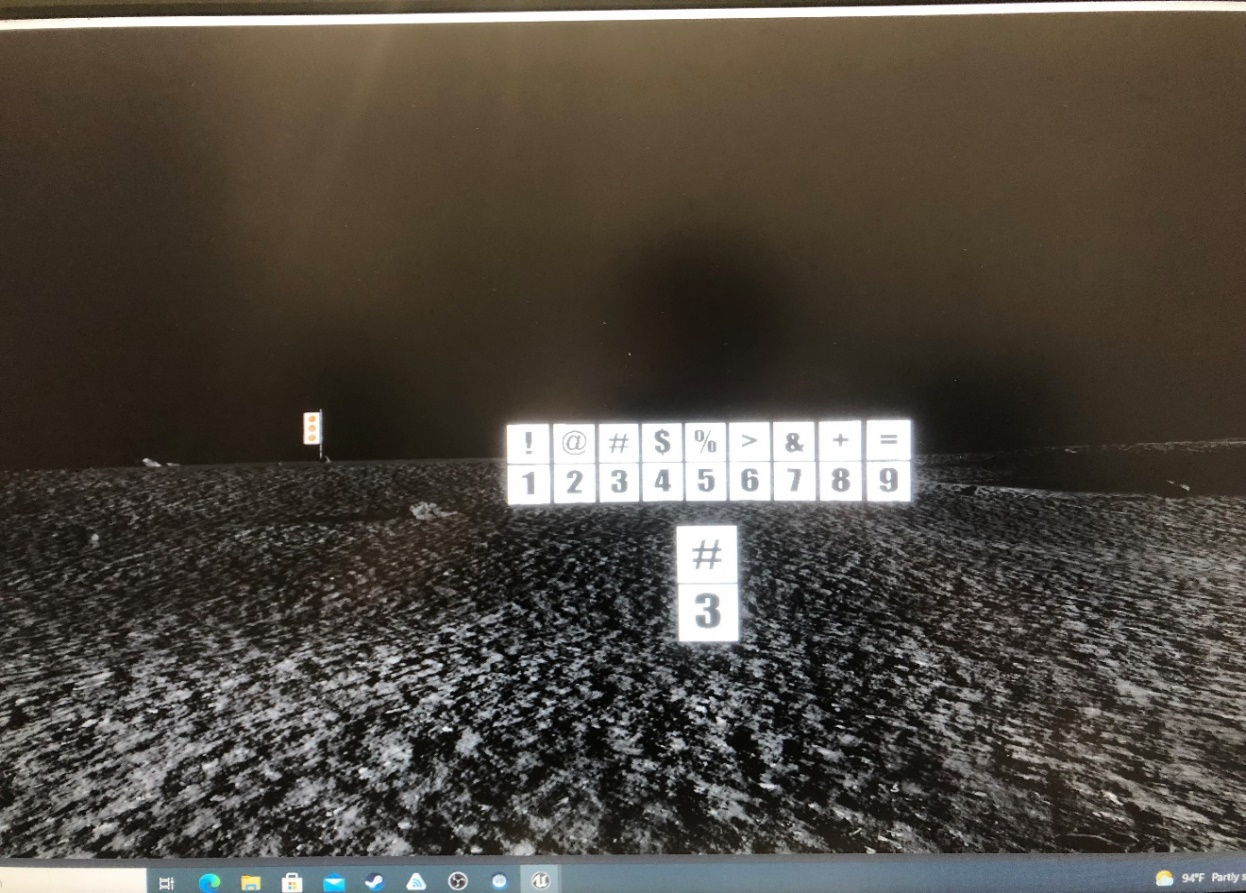 ! @ # $ % > & + =
1 2 3 4 5 6 7 8 9
#
3
94°F Partly s